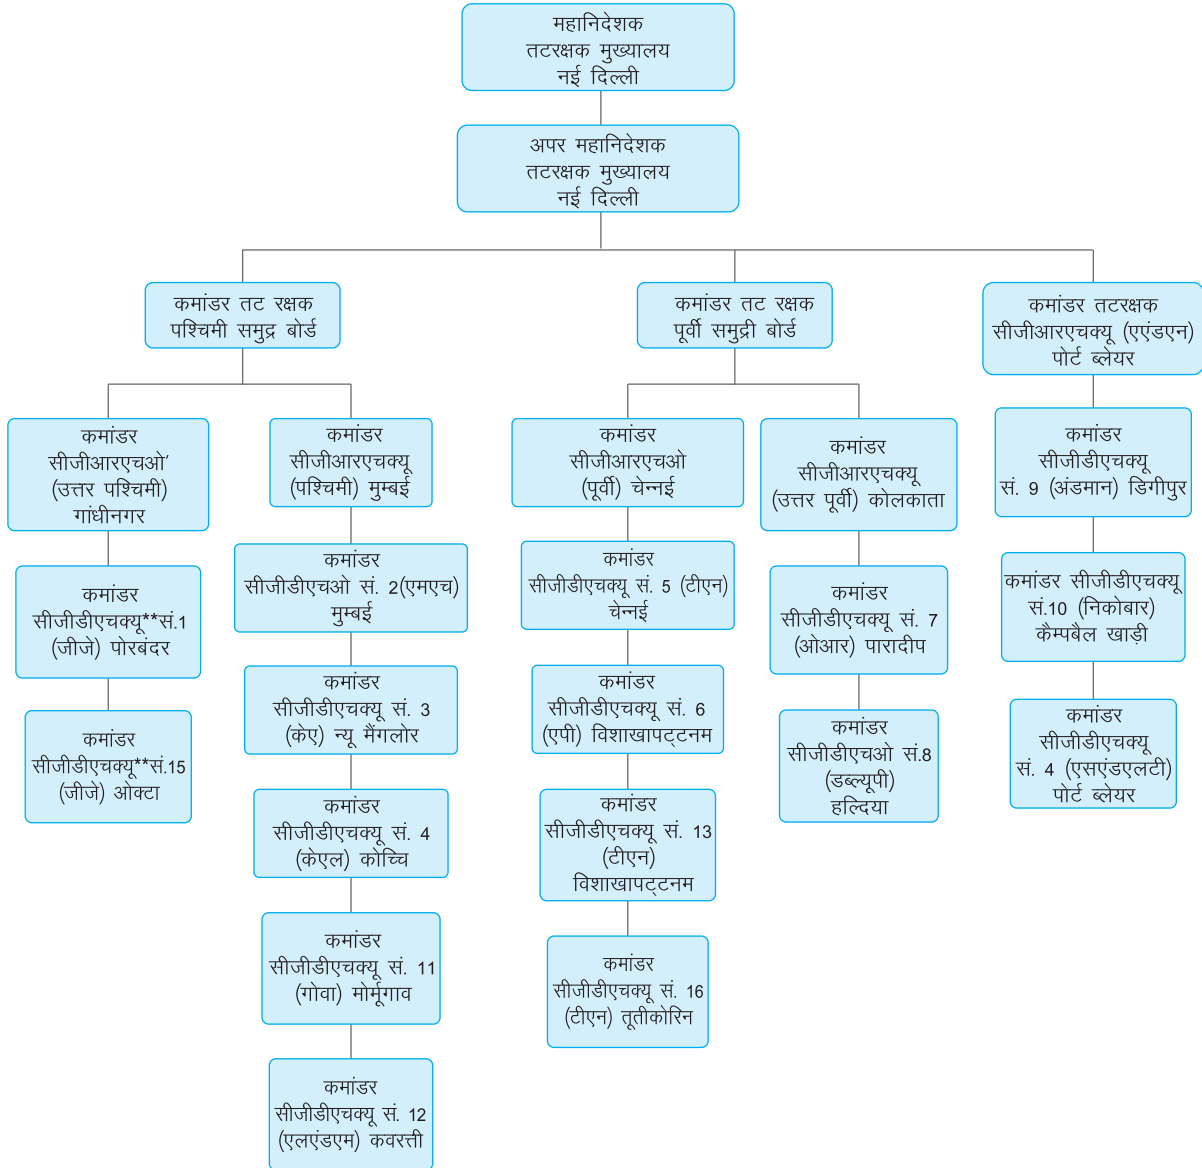 महानिदेशक
तटरक्षक मुख्यालय
नई दिल्ली
अपर महानिदेशक
तटरक्षक मुख्यालय
नई दिल्ली
कमांडर तट रक्षक
पश्चिमी समुद्र बोर्ड
कमांडर तट रक्षक
पूर्वी समुद्री बोर्ड
कमांडर तटरक्षक
सीजीआरएचक्यू (एएंडएन)
पोर्ट ब्लेयर
कमांडर
सीजीआरएचओ’
(उत्तर पश्चिमी)
गांधीनगर
कमांडर
सीजीडीएचक्यू**सं.1
(जीजे) पोरबंदर
कमांडर
सीजीडीएचक्यू**सं.15
(जीजे) ओक्टा
कमांडर
सीजीआरएचक्यू
(पश्चिमी) मुम्बई
कमांडर
सीजीडीएचओ सं. 2(एमएच)
मुम्बई
कमांडर
सीजीडीएचक्यू सं. 3
(केए) न्यू मैंगलोर
कमांडर
सीजीडीएचक्यू सं. 4
(केएल) कोच्चि
कमांडर
सीजीडीएचक्यू सं. 11
(गोवा) मोर्मूगाव
कमांडर
सीजीडीएचक्यू सं. 12
(एलएंडएम) कवरत्ती
कमांडर
सीजीआरएचओ
(पूर्वी) चेन्नई
कमांडर
सीजीडीएचक्यू सं. 5 (टीएन)
चेन्नई
कमांडर
सीजीडीएचक्यू सं. 6
(एपी) विशाखापट्टनम
कमांडर
सीजीडीएचक्यू सं. 13
(टीएन)
विशाखापट्टनम
कमांडर
सीजीडीएचक्यू सं. 16
(टीएन) तूतीकोरिन
कमांडर
सीजीआरएचक्यू
(उत्तर पूर्वी) कोलकाता
कमांडर
सीजीडीएचक्यू सं. 7
(ओआर) पारादीप
कमांडर
सीजीडीएचओ सं.8
(डब्ल्यूपी)
हल्दिया
कमांडर
सीजीडीएचक्यू
सं. 9 (अंडमान) डिगीपुर
कमांडर सीजीडीएचक्यू
सं.10 (निकोबार)
कैम्पबैल खाड़ी
कमांडर
सीजीडीएचक्यू
सं. 4 (एसएंडएलटी)
पोर्ट ब्लेयर